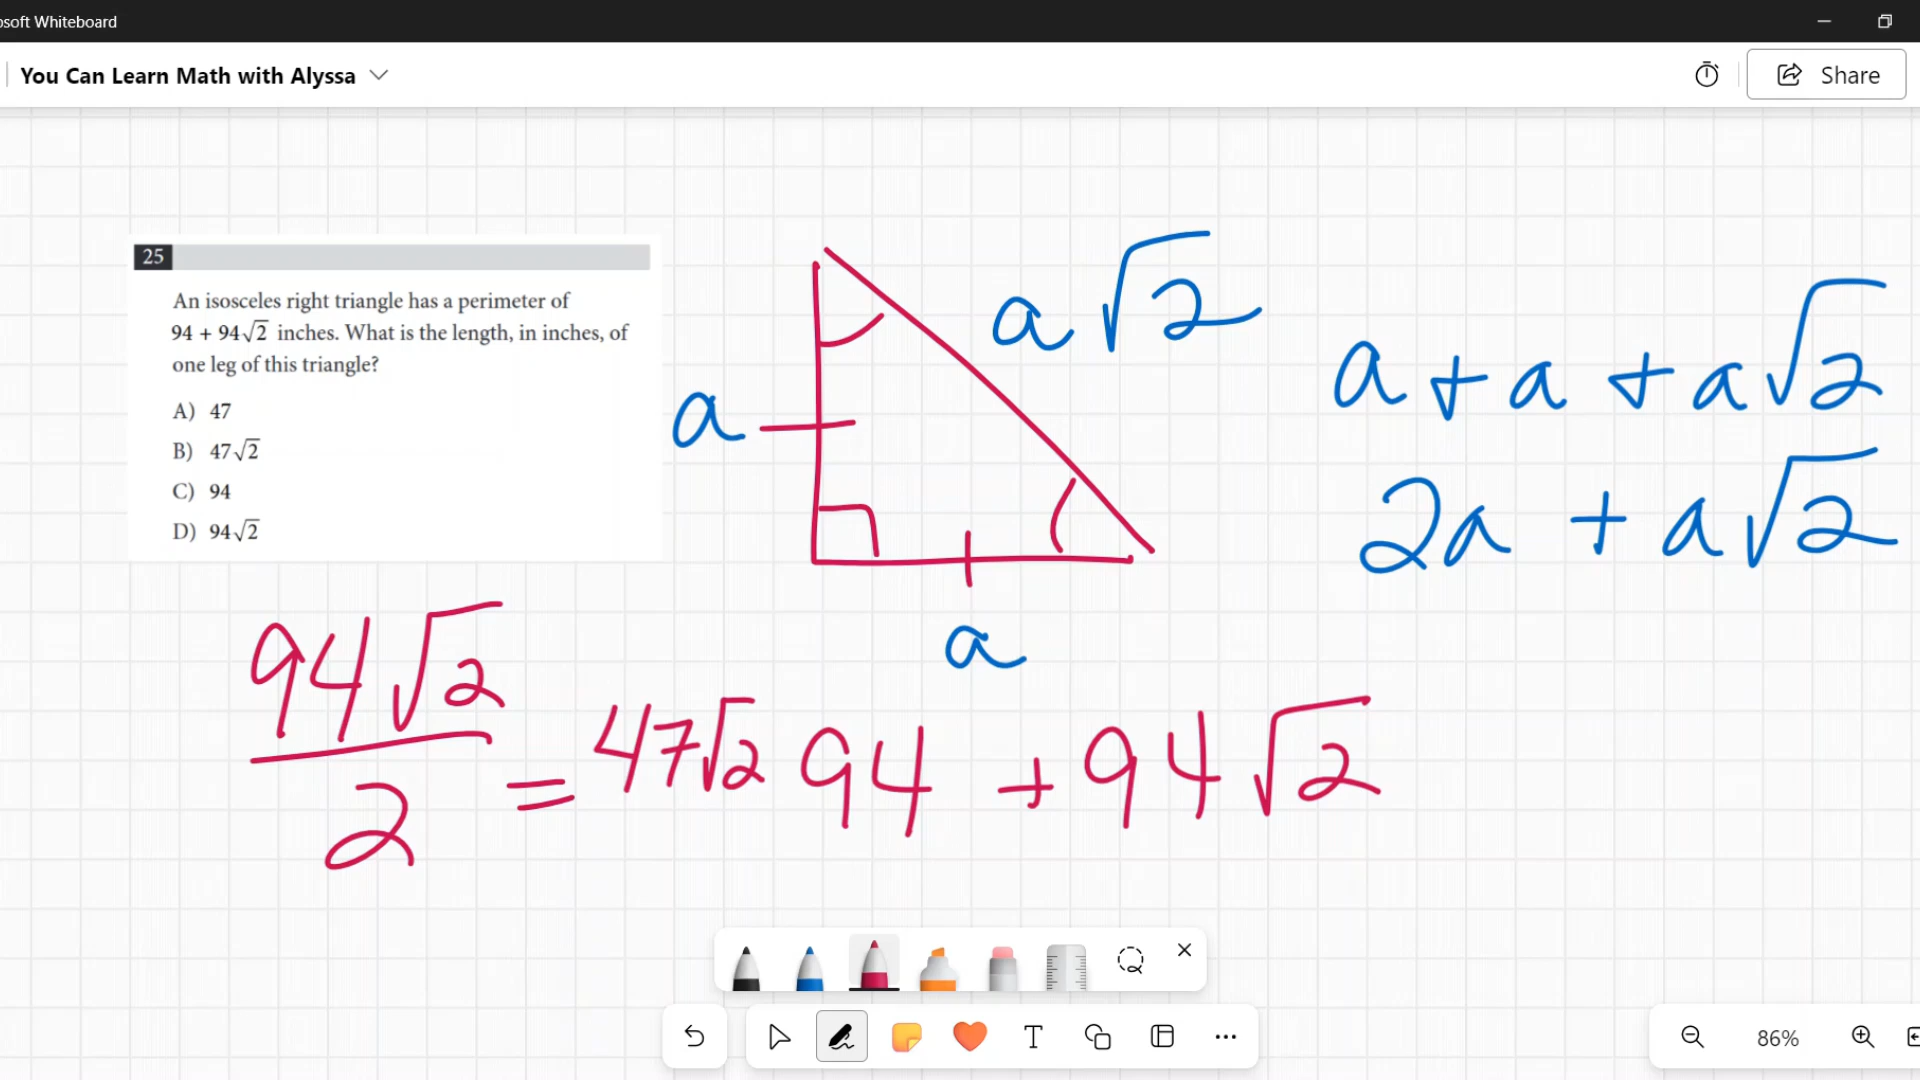 osoft Whiteboard
You Can Learn Math with Alyssa
Share
25
An isosceles right triangle has a perimeter of
94 + 94√2 inches. What is the length, in inches, of
one leg of this triangle?
A) 47
B) 47√2
C) 94
D) 94√2
a√2
a
a
a + a + a√2
2a + a√2
94√2
2
= 47√2
94 + 94√2
T
86%